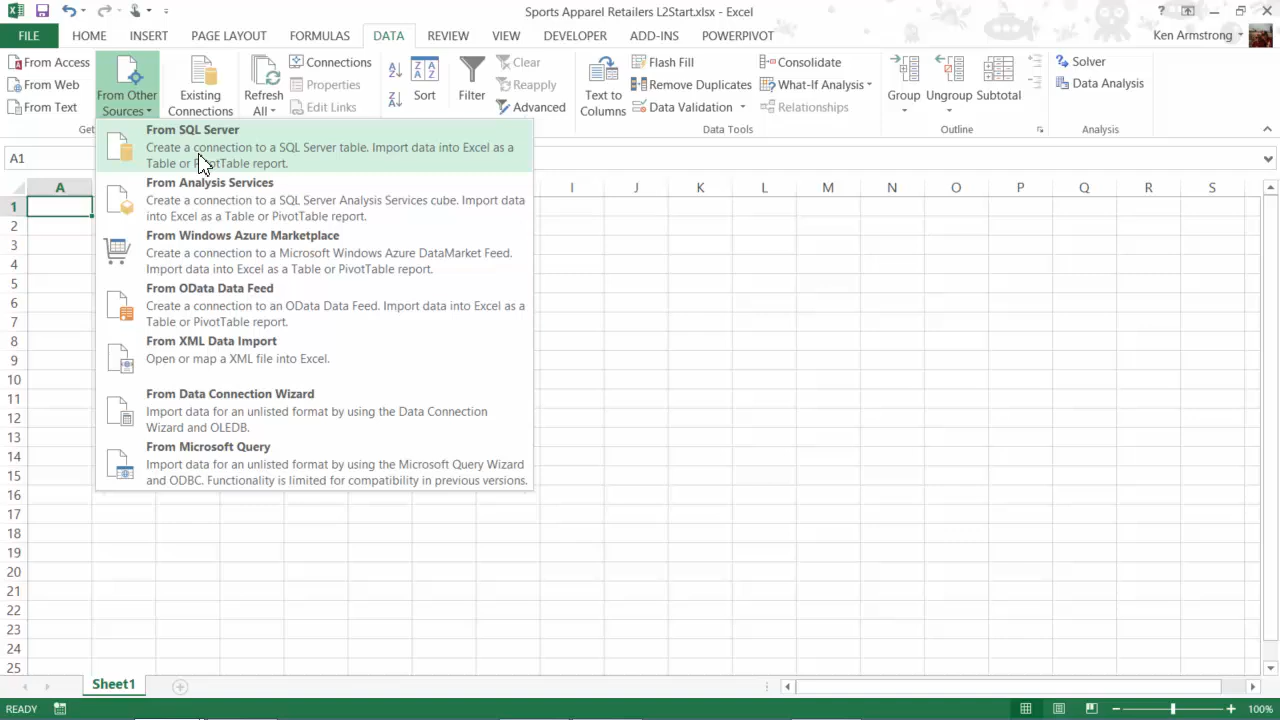 Sports Apparel Retailers L2Start.xlsx - Excel
FILE HOME INSERT PAGE LAYOUT FORMULAS DATA REVIEW VIEW DEVELOPER ADD-INS POWERPIVOT Ken Armstrong
From Access
From Web
From Text
From Other
Sources
Existing
Connections
Refresh
All
Connections
Properties
Edit Links
Sort
Filter
Clear
Reapply
Advanced
Text to
Columns
Flash Fill
Remove Duplicates
Data Validation
Consolidate
What-If Analysis
Relationships
Group
Ungroup
Subtotal
Solver
Data Analysis
Get
Data Tools
Outline
Analysis
A1
From SQL Server
Create a connection to a SQL Server table. Import data into Excel as a
Table or PivotTable report.
From Analysis Services
Create a connection to a SQL Server Analysis Services cube. Import data
into Excel as a Table or PivotTable report.
From Windows Azure Marketplace
Create a connection to a Microsoft Windows Azure DataMarket Feed.
Import data into Excel as a Table or PivotTable report.
From OData Data Feed
Create a connection to an OData Data Feed. Import data into Excel as a
Table or PivotTable report.
From XML Data Import
Open or map a XML file into Excel.
From Data Connection Wizard
Import data for an unlisted format by using the Data Connection
Wizard and OLEDB.
From Microsoft Query
Import data for an unlisted format by using the Microsoft Query Wizard
and ODBC. Functionality is limited for compatibility in previous versions.
A I J K L M N O P Q R S
1
2
3
4
5
6
7
8
9
10
11
12
13
14
15
16
17
18
19
20
21
22
23
24
25
Sheet1
READY
100%